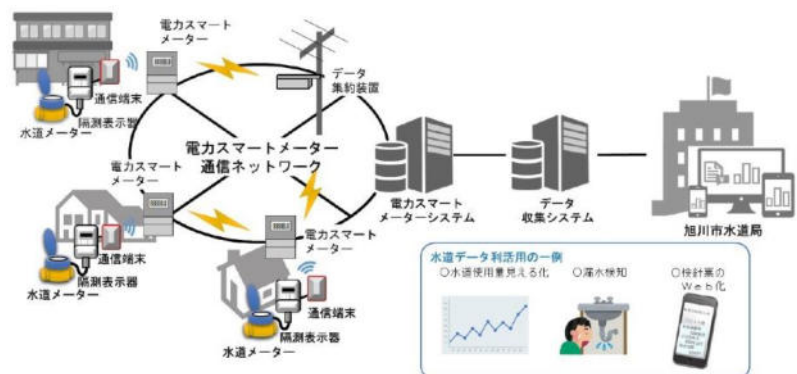 電力スマート
メーター
通信端末
隔測表示器
水道メーター
データ
集約装置
電力スマートメーター
通信ネットワーク
電力スマート
メーター
通信端末
隔測表示器
水道メーター
電力スマート
メーター
通信端末
隔測表示器
水道メーター
電力スマート
メーターシステム
データ
収集システム
旭川市水道局
水道データ利活用の一例
○水道使用量見える化
○漏水検知
○検針票の
Web化